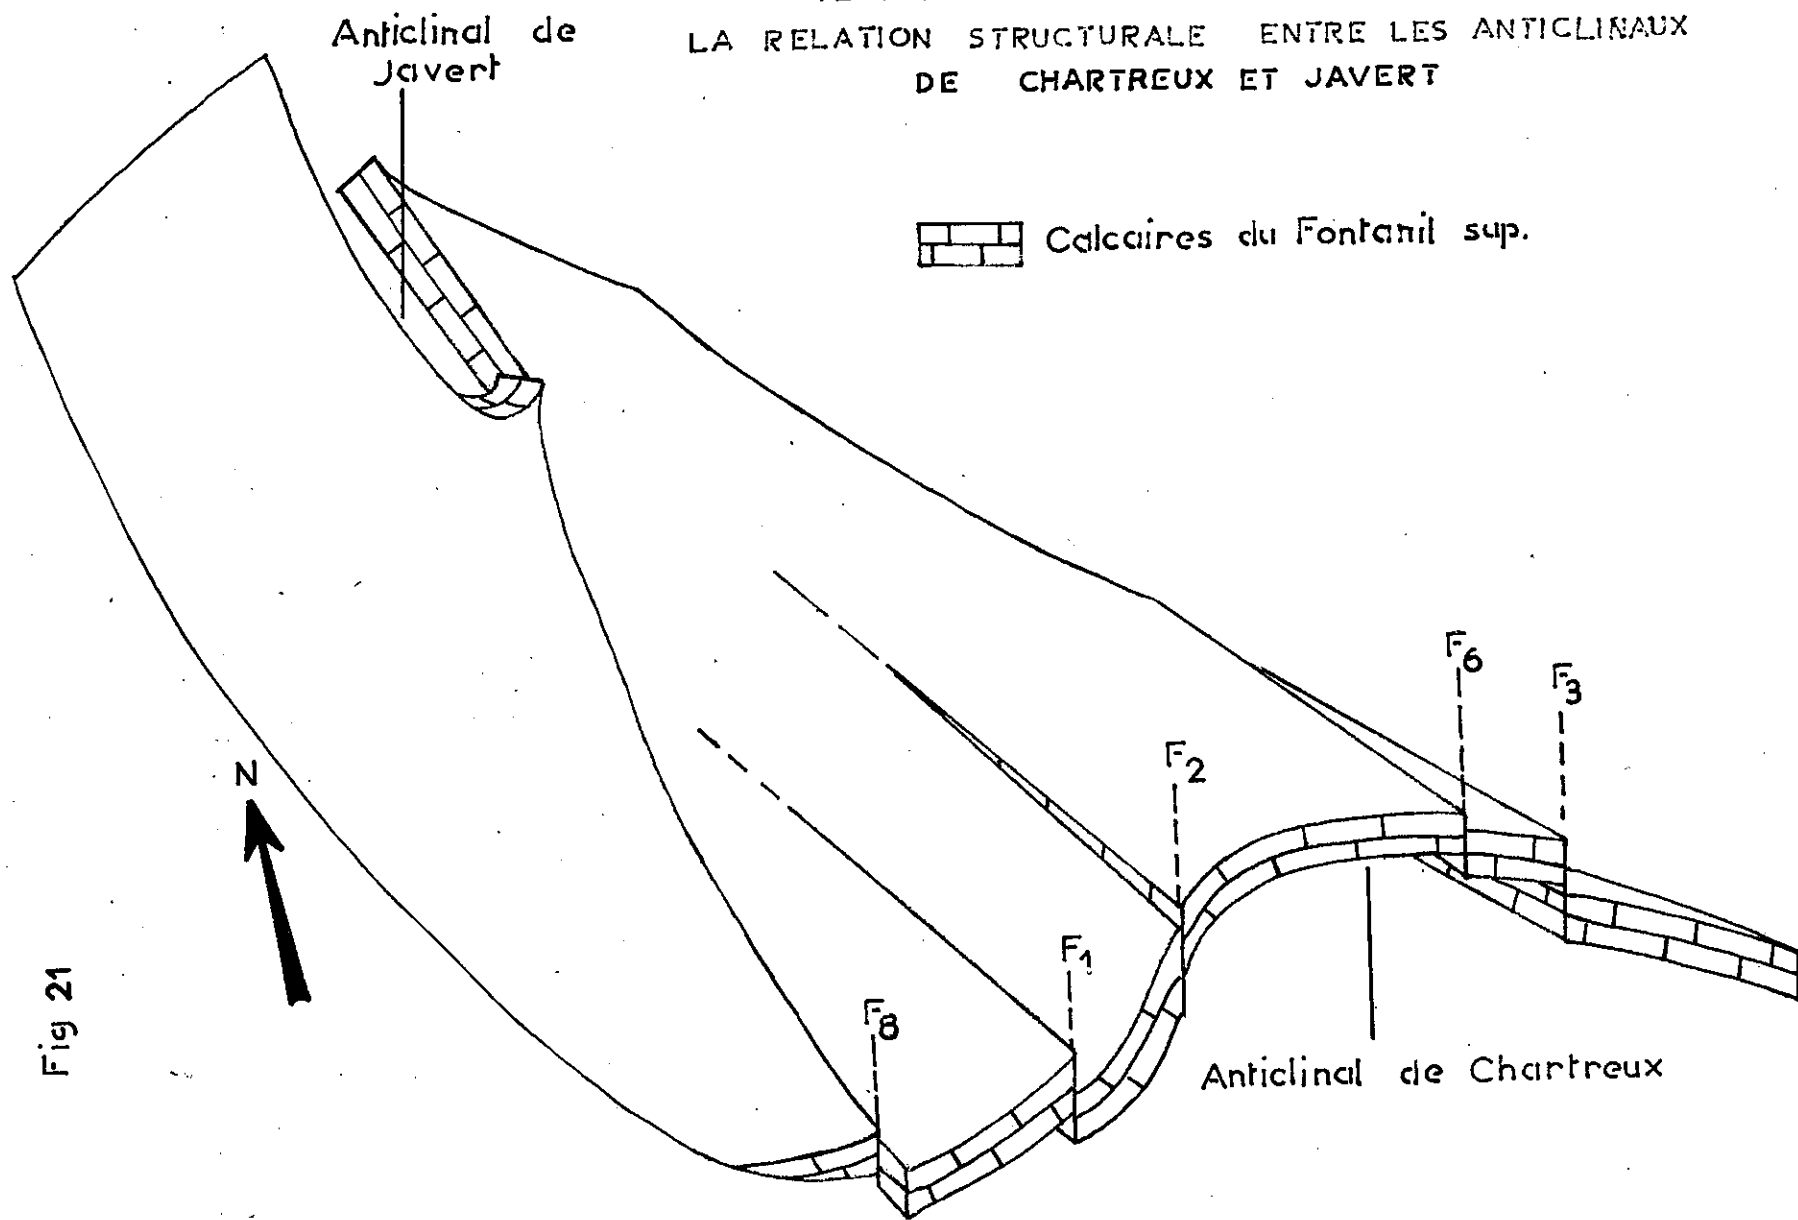 Anticlinal de
Javert
LA RELATION STRUCTURALE ENTRE LES ANTICLINAUX
DE CHARTREUX ET JAVERT
Calcaires du Fontanil sup.
F6
F3
F2
N
F1
F8
Anticlinal de Chartreux
Fig 21